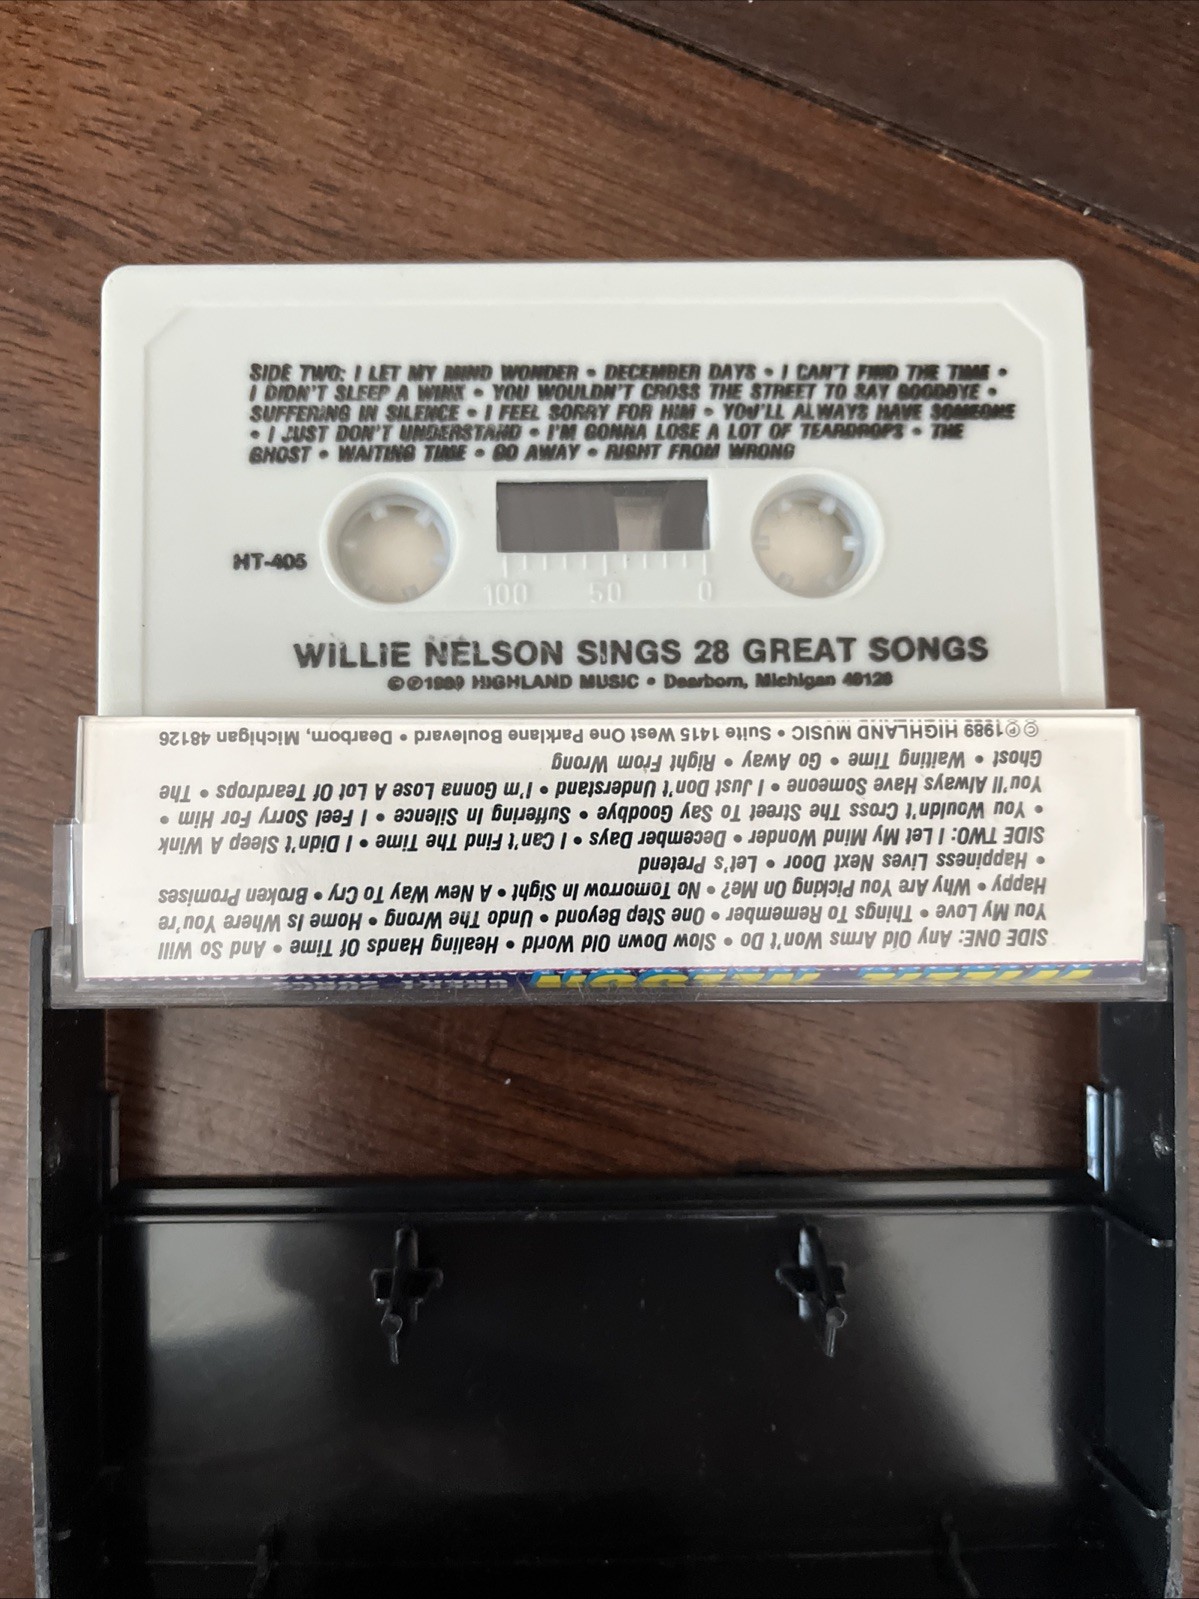 SIDE TWO: I LET MY MIND WONDER • DECEMBER DAYS • I CAN'T FIND THE TIME •
I DIDN'T SLEEP A WINK • YOU WOULDN'T CROSS THE STREET TO SAY GOODBYE •
SUFFERING IN SILENCE • I FEEL SORRY FOR HIM • YOU'LL ALWAYS HAVE SOMEONE
• I JUST DON'T UNDERSTAND • I'M GONNA LOSE A LOT OF TEARDROPS • THE
GHOST • WAITING TIME • GO AWAY • RIGHT FROM WRONG
HT-405
100 50 0
WILLIE NELSON SINGS 28 GREAT SONGS
©℗1989 HIGHLAND MUSIC • Dearborn, Michigan 48126
Willie Nelson GREAT SONGS
SIDE ONE: Any Old Arms Won't Do • Slow Down Old World • Healing Hands Of Time • And So Will
You My Love • Things To Remember • One Step Beyond • Undo The Wrong • Home Is Where You're
Happy • Why Are You Picking On Me? • No Tomorrow In Sight • A New Way To Cry • Broken Promises
• Happiness Lives Next Door • Let's Pretend
SIDE TWO: I Let My Mind Wonder • December Days • I Can't Find The Time • I Didn't Sleep A Wink
• You Wouldn't Cross The Street To Say Goodbye • Suffering In Silence • I Feel Sorry For Him •
You'll Always Have Someone • I Just Don't Understand • I'm Gonna Lose A Lot Of Teardrops • The
Ghost • Waiting Time • Go Away • Right From Wrong
©℗1989 HIGHLAND MUSIC • Suite 1415 West One Parklane Boulevard • Dearborn, Michigan 48126